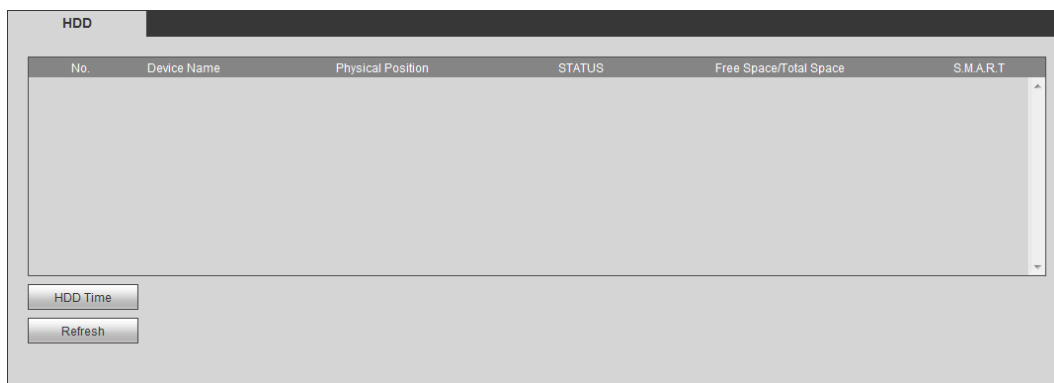 HDD
No. Device Name Physical Position STATUS Free Space/Total Space S.M.A.R.T
HDD Time
Refresh